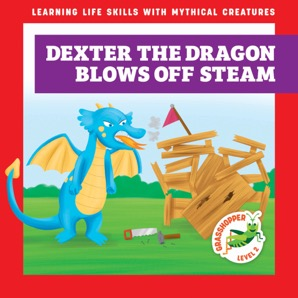 LEARNING LIFE SKILLS WITH MYTHICAL CREATURES
DEXTER THE DRAGON
BLOWS OFF STEAM
GRASSHOPPER
LEVEL 2